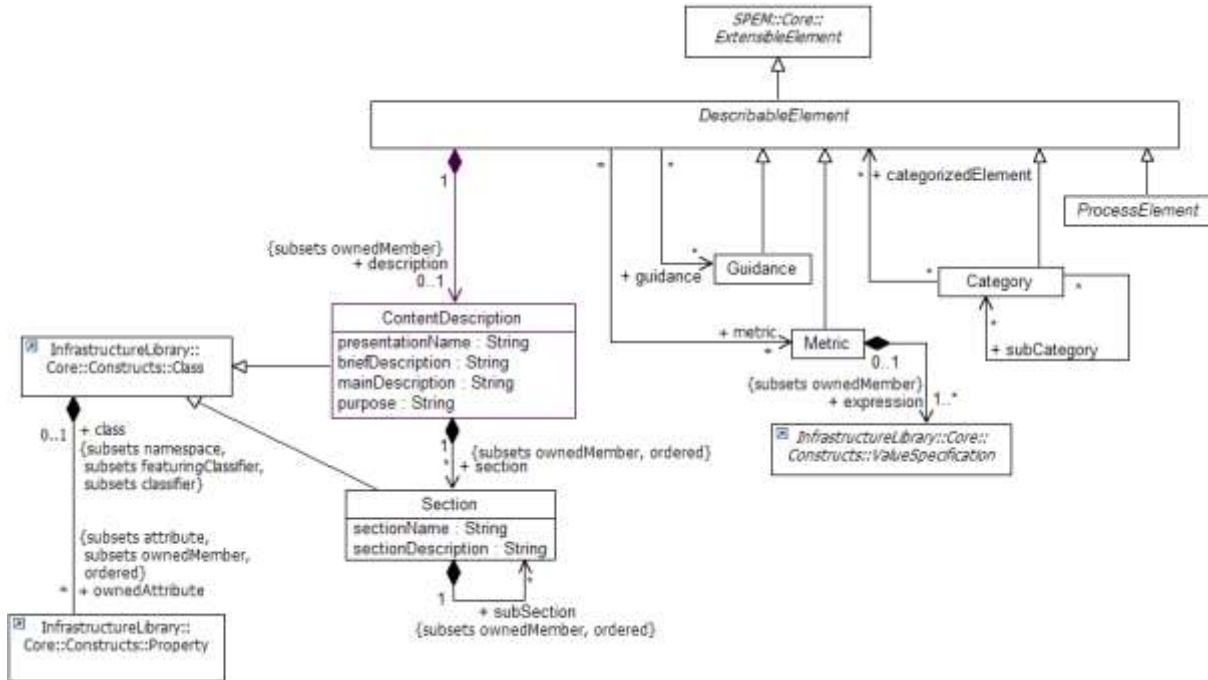 SPEM::Core::
ExtensibleElement
DescribableElement
1
*
*
* + categorizedElement
ProcessElement
{subsets ownedMember}
+ description
0..1
*
+ guidance
Guidance
*
Category
*
*
+ subCategory
ContentDescription
presentationName : String
briefDescription : String
mainDescription : String
purpose : String
+ metric
*
Metric
0..1
{subsets ownedMember}
+ expression
1..*
InfrastructureLibrary::Core::
Constructs::ValueSpecification
InfrastructureLibrary::
Core::Constructs::Class
0..1
+ class
{subsets namespace,
subsets featuringClassifier,
subsets classifier}
1
{subsets ownedMember, ordered}
*
+ section
Section
sectionName : String
sectionDescription : String
{subsets attribute,
subsets ownedMember,
ordered}
* + ownedAttribute
1
*
+ subSection
{subsets ownedMember, ordered}
InfrastructureLibrary::
Core::Constructs::Property